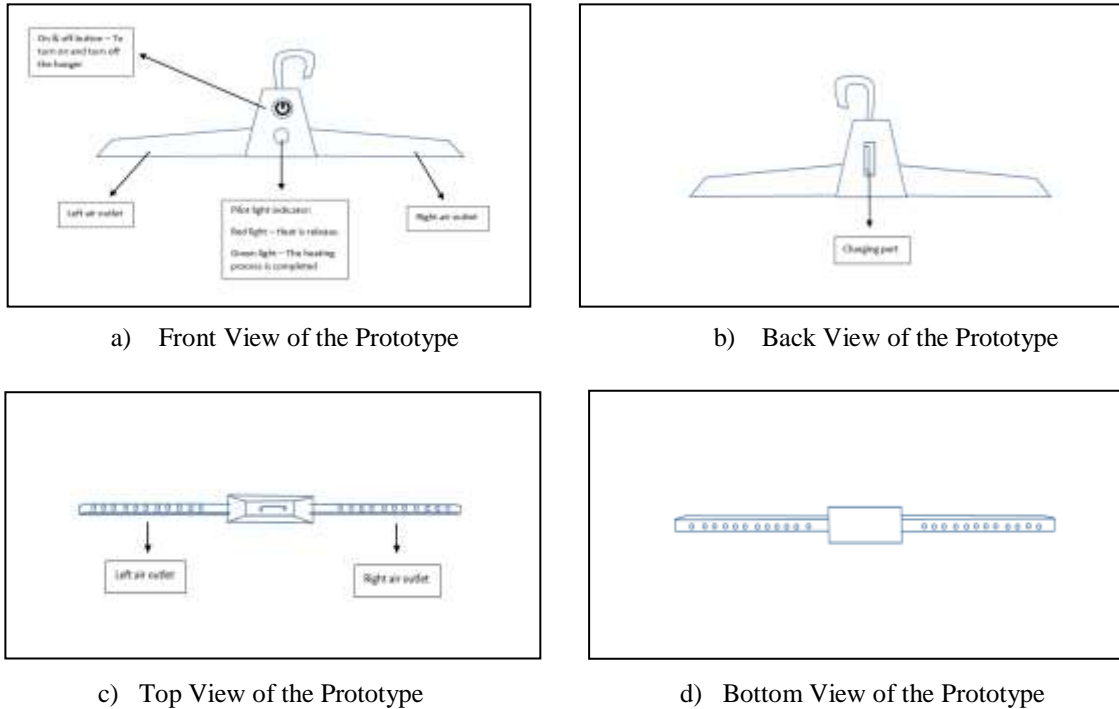 On & off button – To
turn on and turn off
the hanger
Left air outlet
Pilot light indicator:
Red light – Heat is release.
Green light – The heating
process is completed
Right air outlet
Charging port
a) Front View of the Prototype
b) Back View of the Prototype
Left air outlet
Right air outlet
c) Top View of the Prototype
d) Bottom View of the Prototype